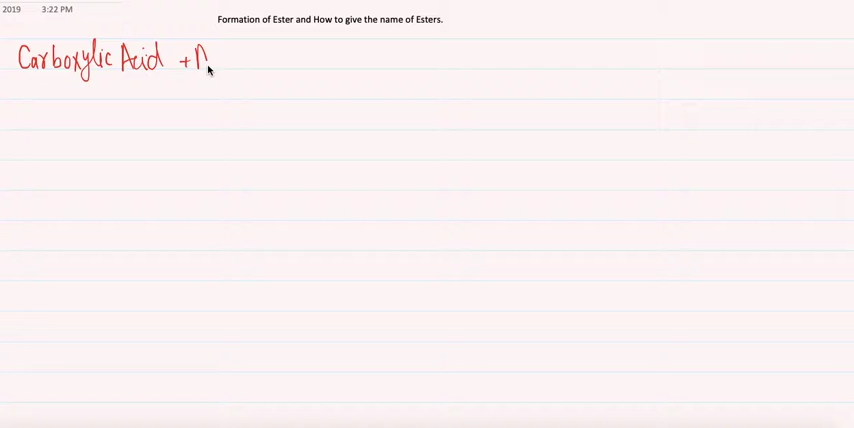 2019 3:22 PM
Formation of Ester and How to give the name of Esters.
Carboxylic Acid +